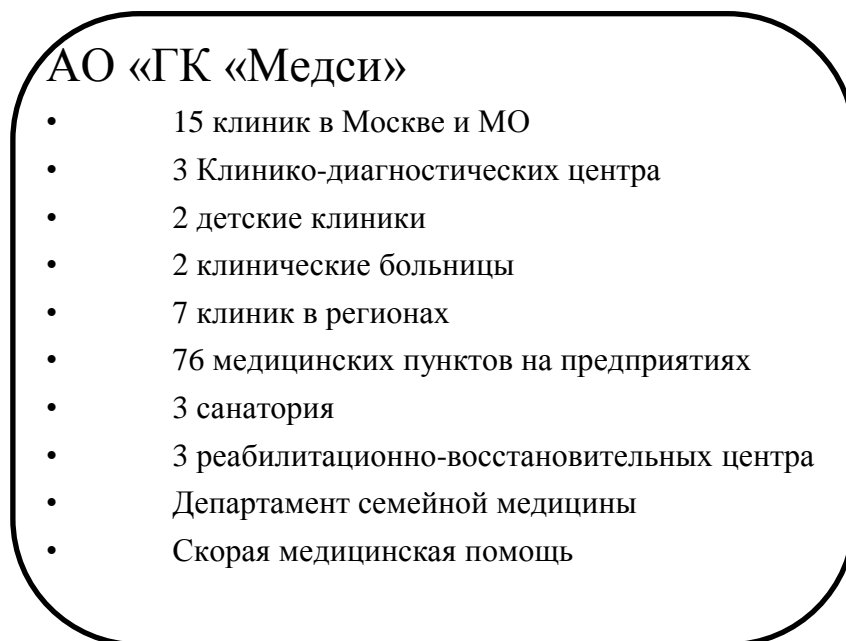 АО «ГК «Медси»
• 15 клиник в Москве и МО
• 3 Клинико-диагностических центра
• 2 детские клиники
• 2 клинические больницы
• 7 клиник в регионах
• 76 медицинских пунктов на предприятиях
• 3 санатория
• 3 реабилитационно-восстановительных центра
• Департамент семейной медицины
• Скорая медицинская помощь